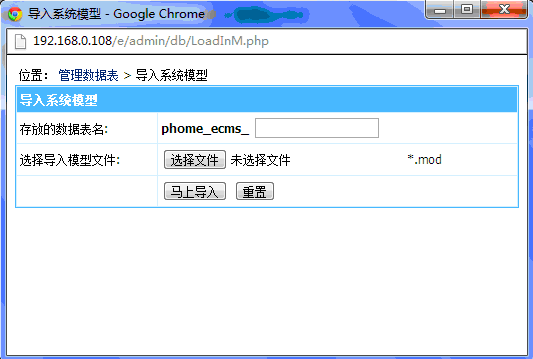 导入系统模型 - Google Chrome
192.168.0.108/e/admin/db/LoadInM.php
位置： 管理数据表 > 导入系统模型
导入系统模型
存放的数据表名: phome_ecms_
选择导入模型文件: 选择文件 未选择文件 *.mod
马上导入 重置